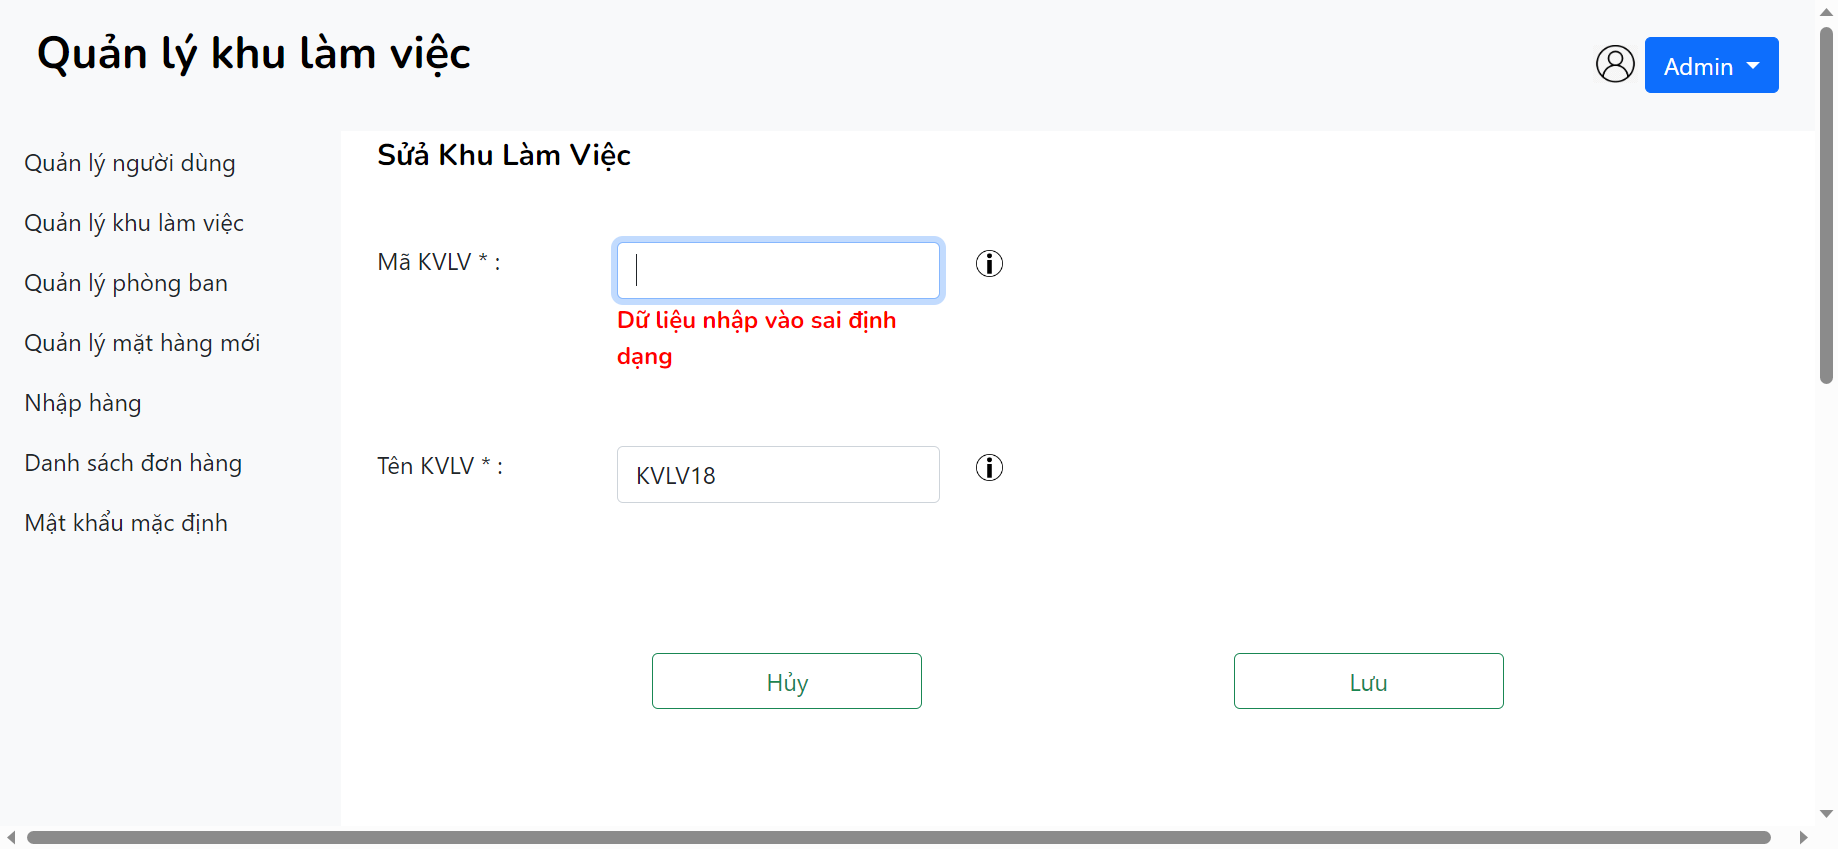 Quản lý khu làm việc
Admin
Quản lý người dùng
Quản lý khu làm việc
Quản lý phòng ban
Quản lý mặt hàng mới
Nhập hàng
Danh sách đơn hàng
Mật khẩu mặc định
Sửả Khu Làm Việc
Mã KVLV * :
Dữ liệu nhập vào sai định
dạng
Tên KVLV * :
KVLV18
Hủy
Lưu